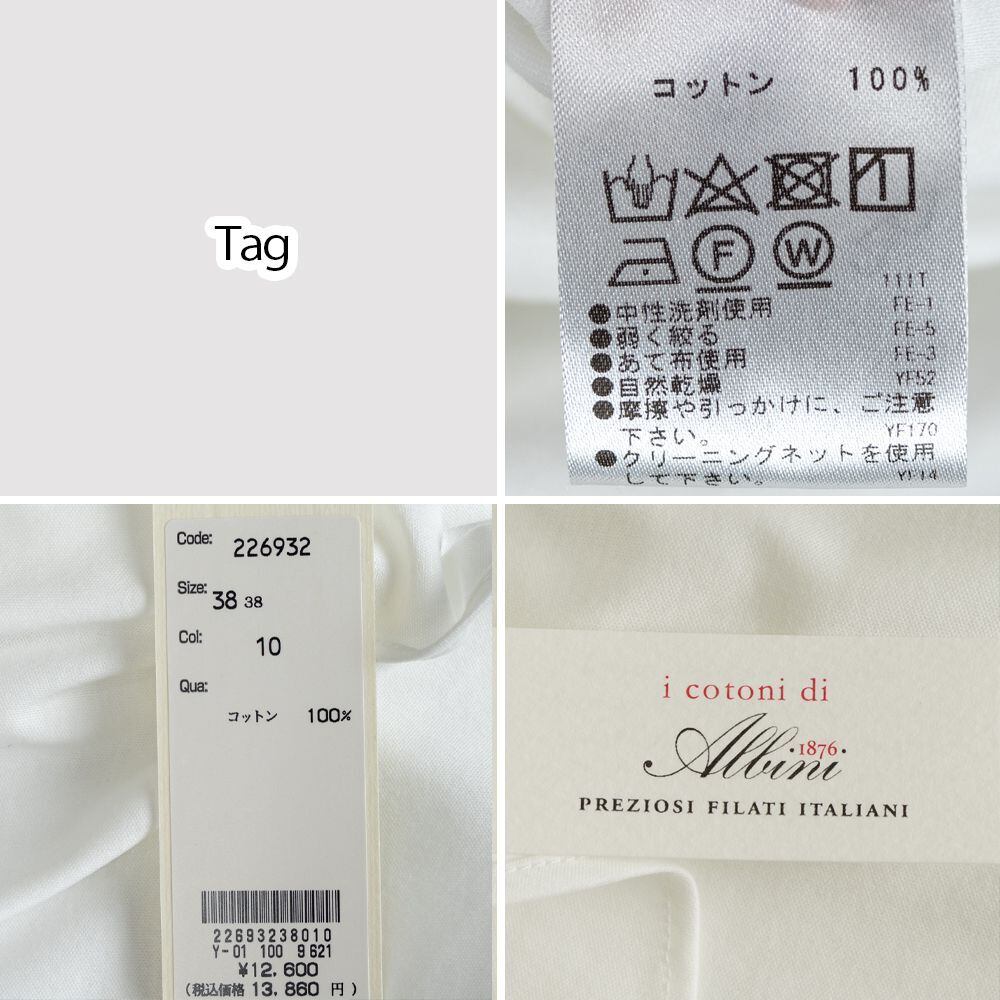 Tag
コットン 100%
F W
111T
●中性洗剤使用 FE-1
●弱く絞る FE-5
●あて布使用 FE-3
●自然乾燥 YF52
●摩擦や引っかけに、ご注意
下さい。 YF170
●クリーニングネットを使用
して下さい。 YF14
Code: 226932
Size: 38 38
Col: 10
Qua:
コットン 100%
22693238010
Y-01 100 9621
¥12,600
(税込価格 13,860 円)
i cotoni di
Albini 1876
PREZIOSI FILATI ITALIANI